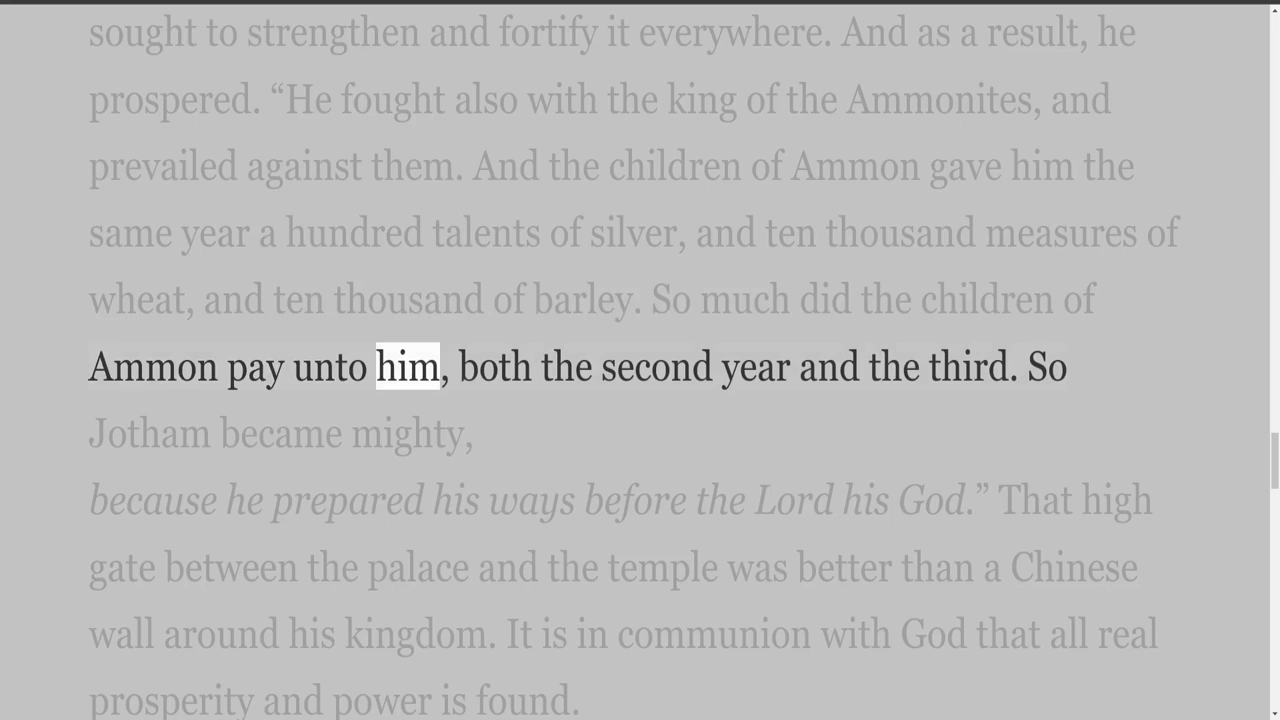 sought to strengthen and fortify it everywhere. And as a result, he
prospered. “He fought also with the king of the Ammonites, and
prevailed against them. And the children of Ammon gave him the
same year a hundred talents of silver, and ten thousand measures of
wheat, and ten thousand of barley. So much did the children of
Ammon pay unto him, both the second year and the third. So
Jotham became mighty,
because he prepared his ways before the Lord his God.” That high
gate between the palace and the temple was better than a Chinese
wall around his kingdom. It is in communion with God that all real
prosperity and power is found.